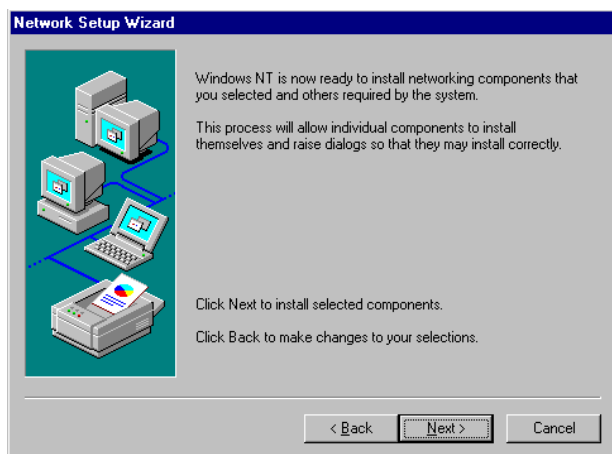 Network Setup Wizard
Windows NT is now ready to install networking components that
you selected and others required by the system.
This process will allow individual components to install
themselves and raise dialogs so that they may install correctly.
Click Next to install selected components.
Click Back to make changes to your selections.
< Back
Next >
Cancel